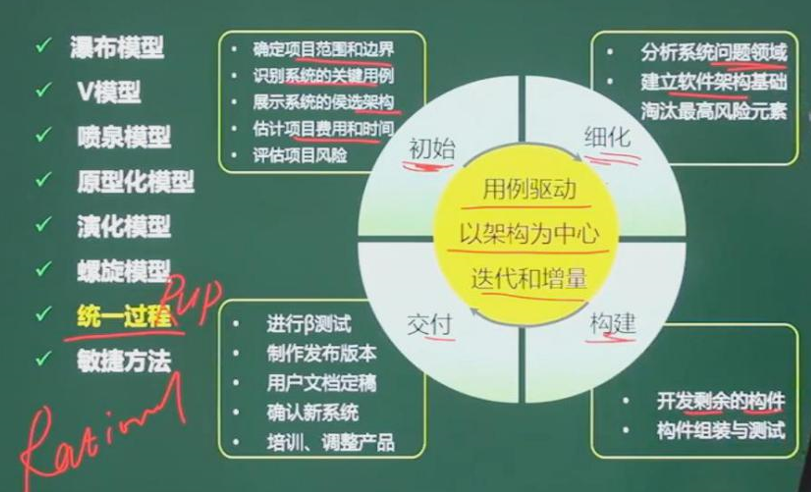 ✓ 瀑布模型
✓ V模型
✓ 喷泉模型
✓ 原型化模型
✓ 演化模型
✓ 螺旋模型
✓ 统一过程 RUP
✓ 敏捷方法
Rational
• 确定项目范围和边界
• 识别系统的关键用例
• 展示系统的候选架构
• 估计项目费用和时间
• 评估项目风险
• 分析系统问题领域
• 建立软件架构基础
• 淘汰最高风险元素
初始
细化
用例驱动
以架构为中心
迭代和增量
交付
构建
• 进行β测试
• 制作发布版本
• 用户文档定稿
• 确认新系统
• 培训、调整产品
• 开发剩余的构件
• 构件组装与测试